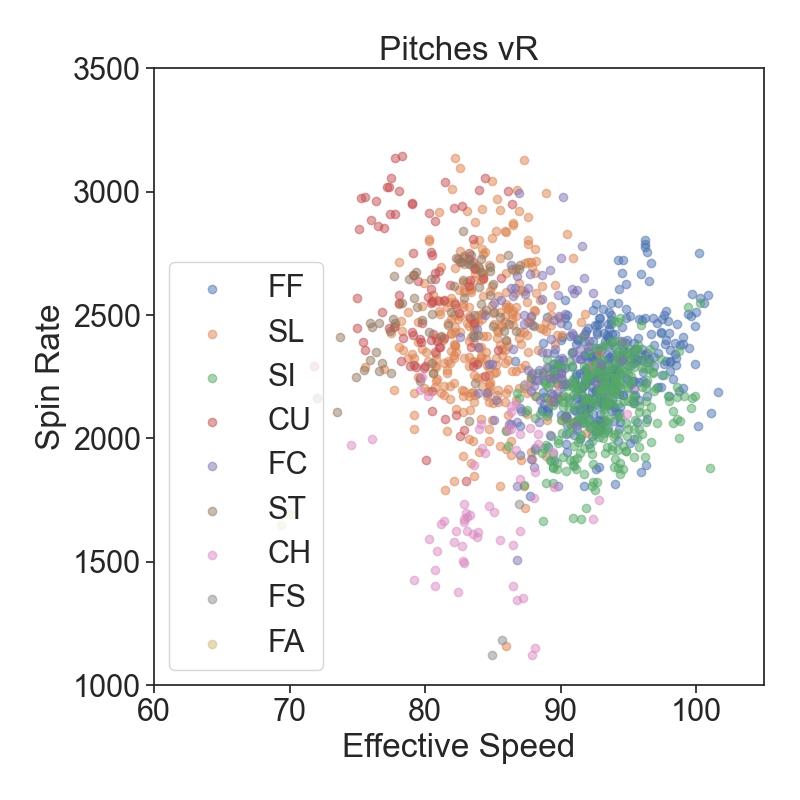 Pitches vR
3500
3000
2500
2000
1500
1000
Spin Rate
FF
SL
SI
CU
FC
ST
CH
FS
FA
60 70 80 90 100
Effective Speed